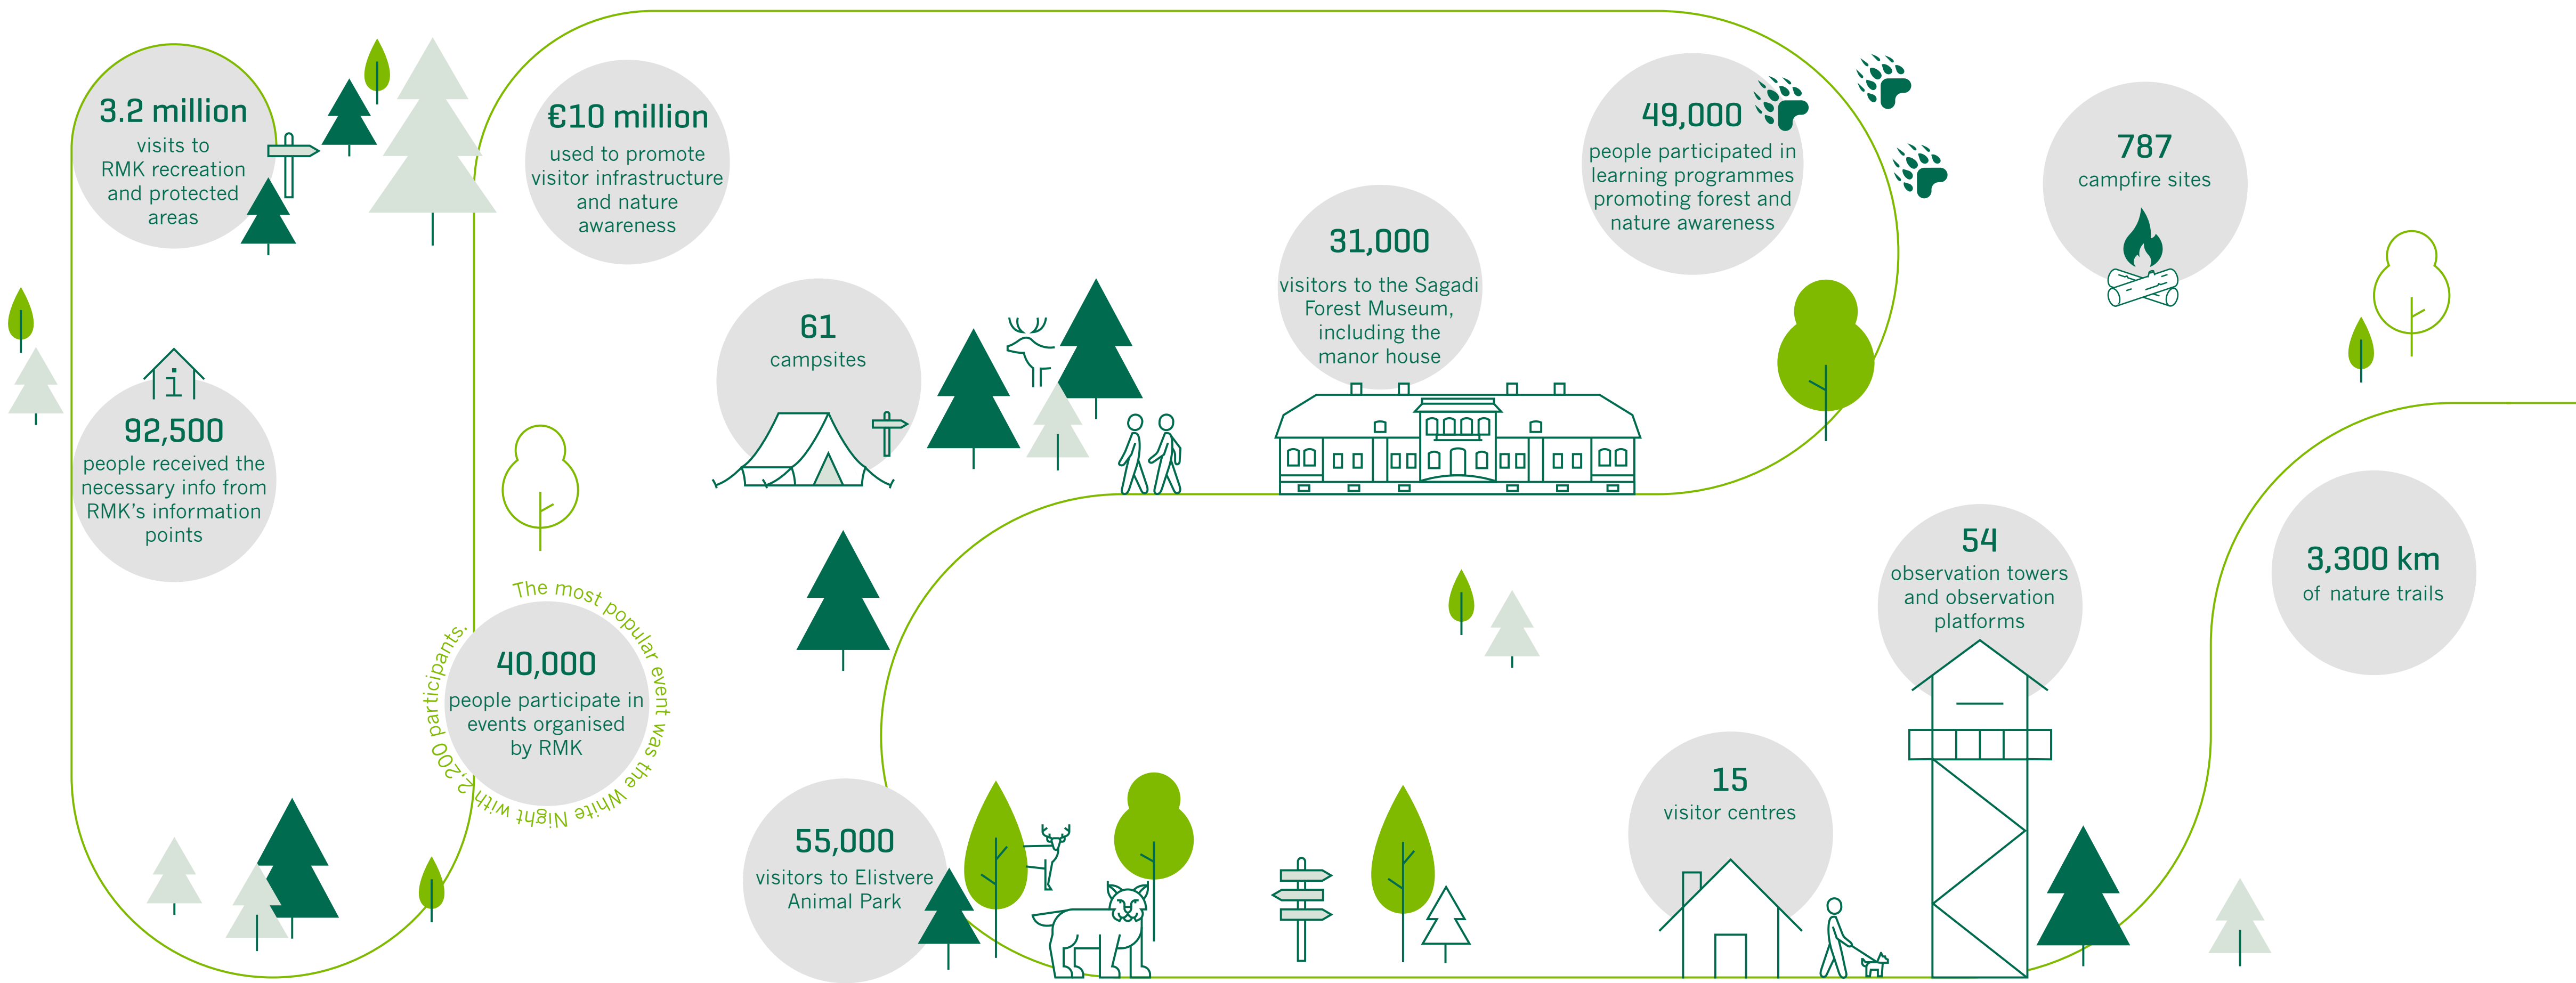 3.2 million
visits to
RMK recreation
and protected
areas
€10 million
used to promote
visitor infrastructure
and nature
awareness
49,000
people participated in
learning programmes
promoting forest and
nature awareness
787
campfire sites
31,000
visitors to the Sagadi
Forest Museum,
including the
manor house
61
campsites
i
92,500
people received the
necessary info from
RMK’s information
points
54
observation towers
and observation
platforms
3,300 km
of nature trails
The most popular event was the White Night with 2,200 participants.
40,000
people participate in
events organised
by RMK
15
visitor centres
55,000
visitors to Elistvere
Animal Park